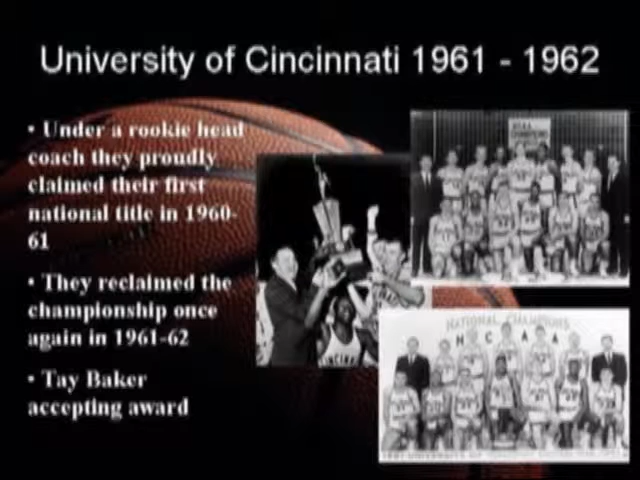 University of Cincinnati 1961 - 1962
• Under a rookie head
coach they proudly
claimed their first
national title in 1960-
61
• They reclaimed the
championship once
again in 1961-62
• Tay Baker
accepting award
NATIONAL CHAMPIONS
N C A A